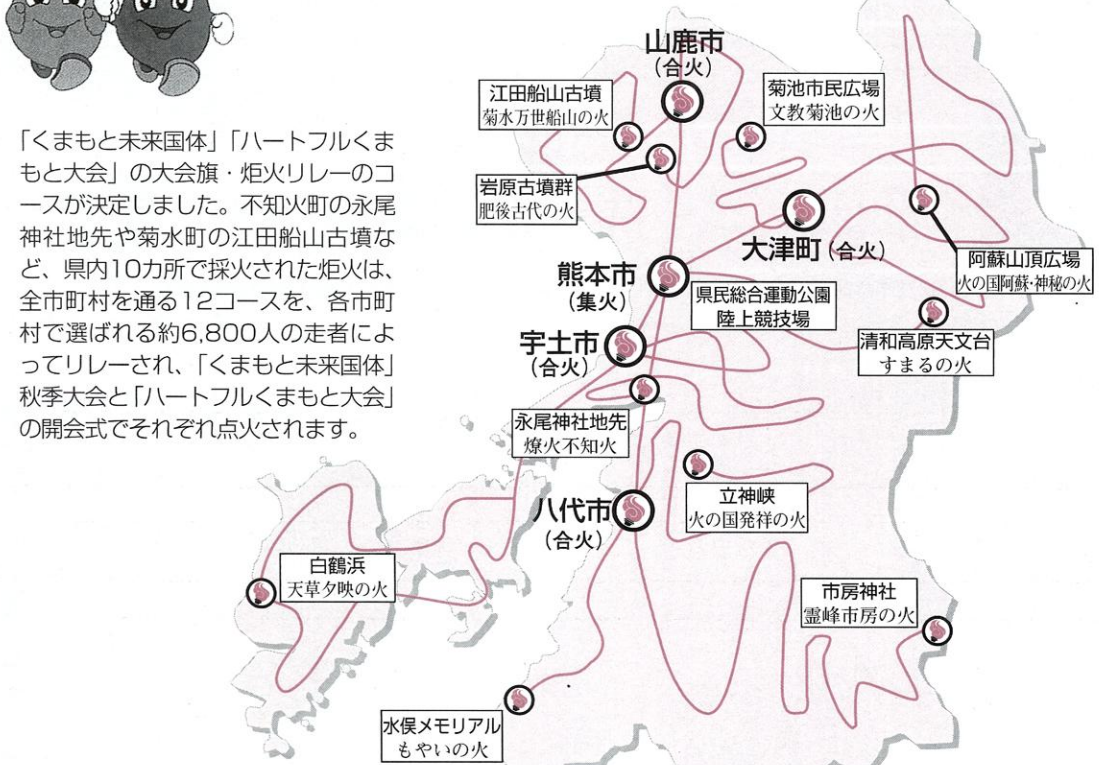 「くまもと未来国体」「ハートフルくま
もと大会」の大会旗・炬火リレーのコ
ースが決定しました。不知火町の永尾
神社地先や菊水町の江田船山古墳な
ど、県内10カ所で採火された炬火は、
全市町村を通る12コースを、各市町
村で選ばれる約6,800人の走者によ
ってリレーされ、「くまもと未来国体」
秋季大会と「ハートフルくまもと大会」
の開会式でそれぞれ点火されます。
山鹿市
(合火)
江田船山古墳
菊水万世船山の火
菊池市民広場
文教菊池の火
岩原古墳群
肥後古代の火
大津町(合火)
阿蘇山頂広場
火の国阿蘇・神秘の火
熊本市
(集火)
県民総合運動公園
陸上競技場
清和高原天文台
すまるの火
宇土市
(合火)
永尾神社地先
燎火不知火
立神峡
火の国発祥の火
八代市
(合火)
白鶴浜
天草夕映の火
市房神社
霊峰市房の火
水俣メモリアル
もやいの火